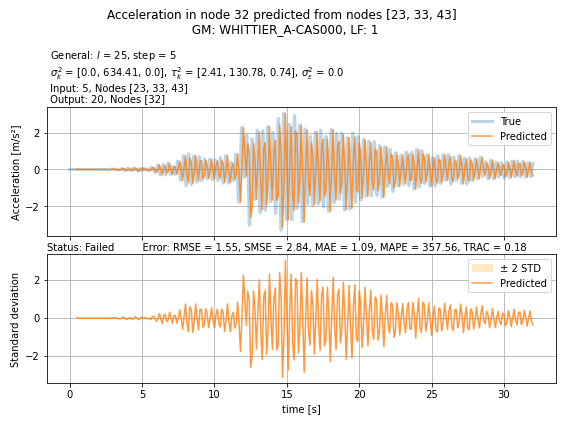 Acceleration in node 32 predicted from nodes [23, 33, 43]
GM: WHITTIER_A-CAS000, LF: 1
General: l = 25, step = 5
σ²ₖ = [0.0, 634.41, 0.0], τ²ₖ = [2.41, 130.78, 0.74], σ²ₑ = 0.0
Input: 5, Nodes [23, 33, 43]
Output: 20, Nodes [32]
Acceleration [m/s²]
2
0
−2
True
Predicted
Status: Failed Error: RMSE = 1.55, SMSE = 2.84, MAE = 1.09, MAPE = 357.56, TRAC = 0.18
Standard deviation
2
0
−2
± 2 STD
Predicted
0 5 10 15 20 25 30
time [s]